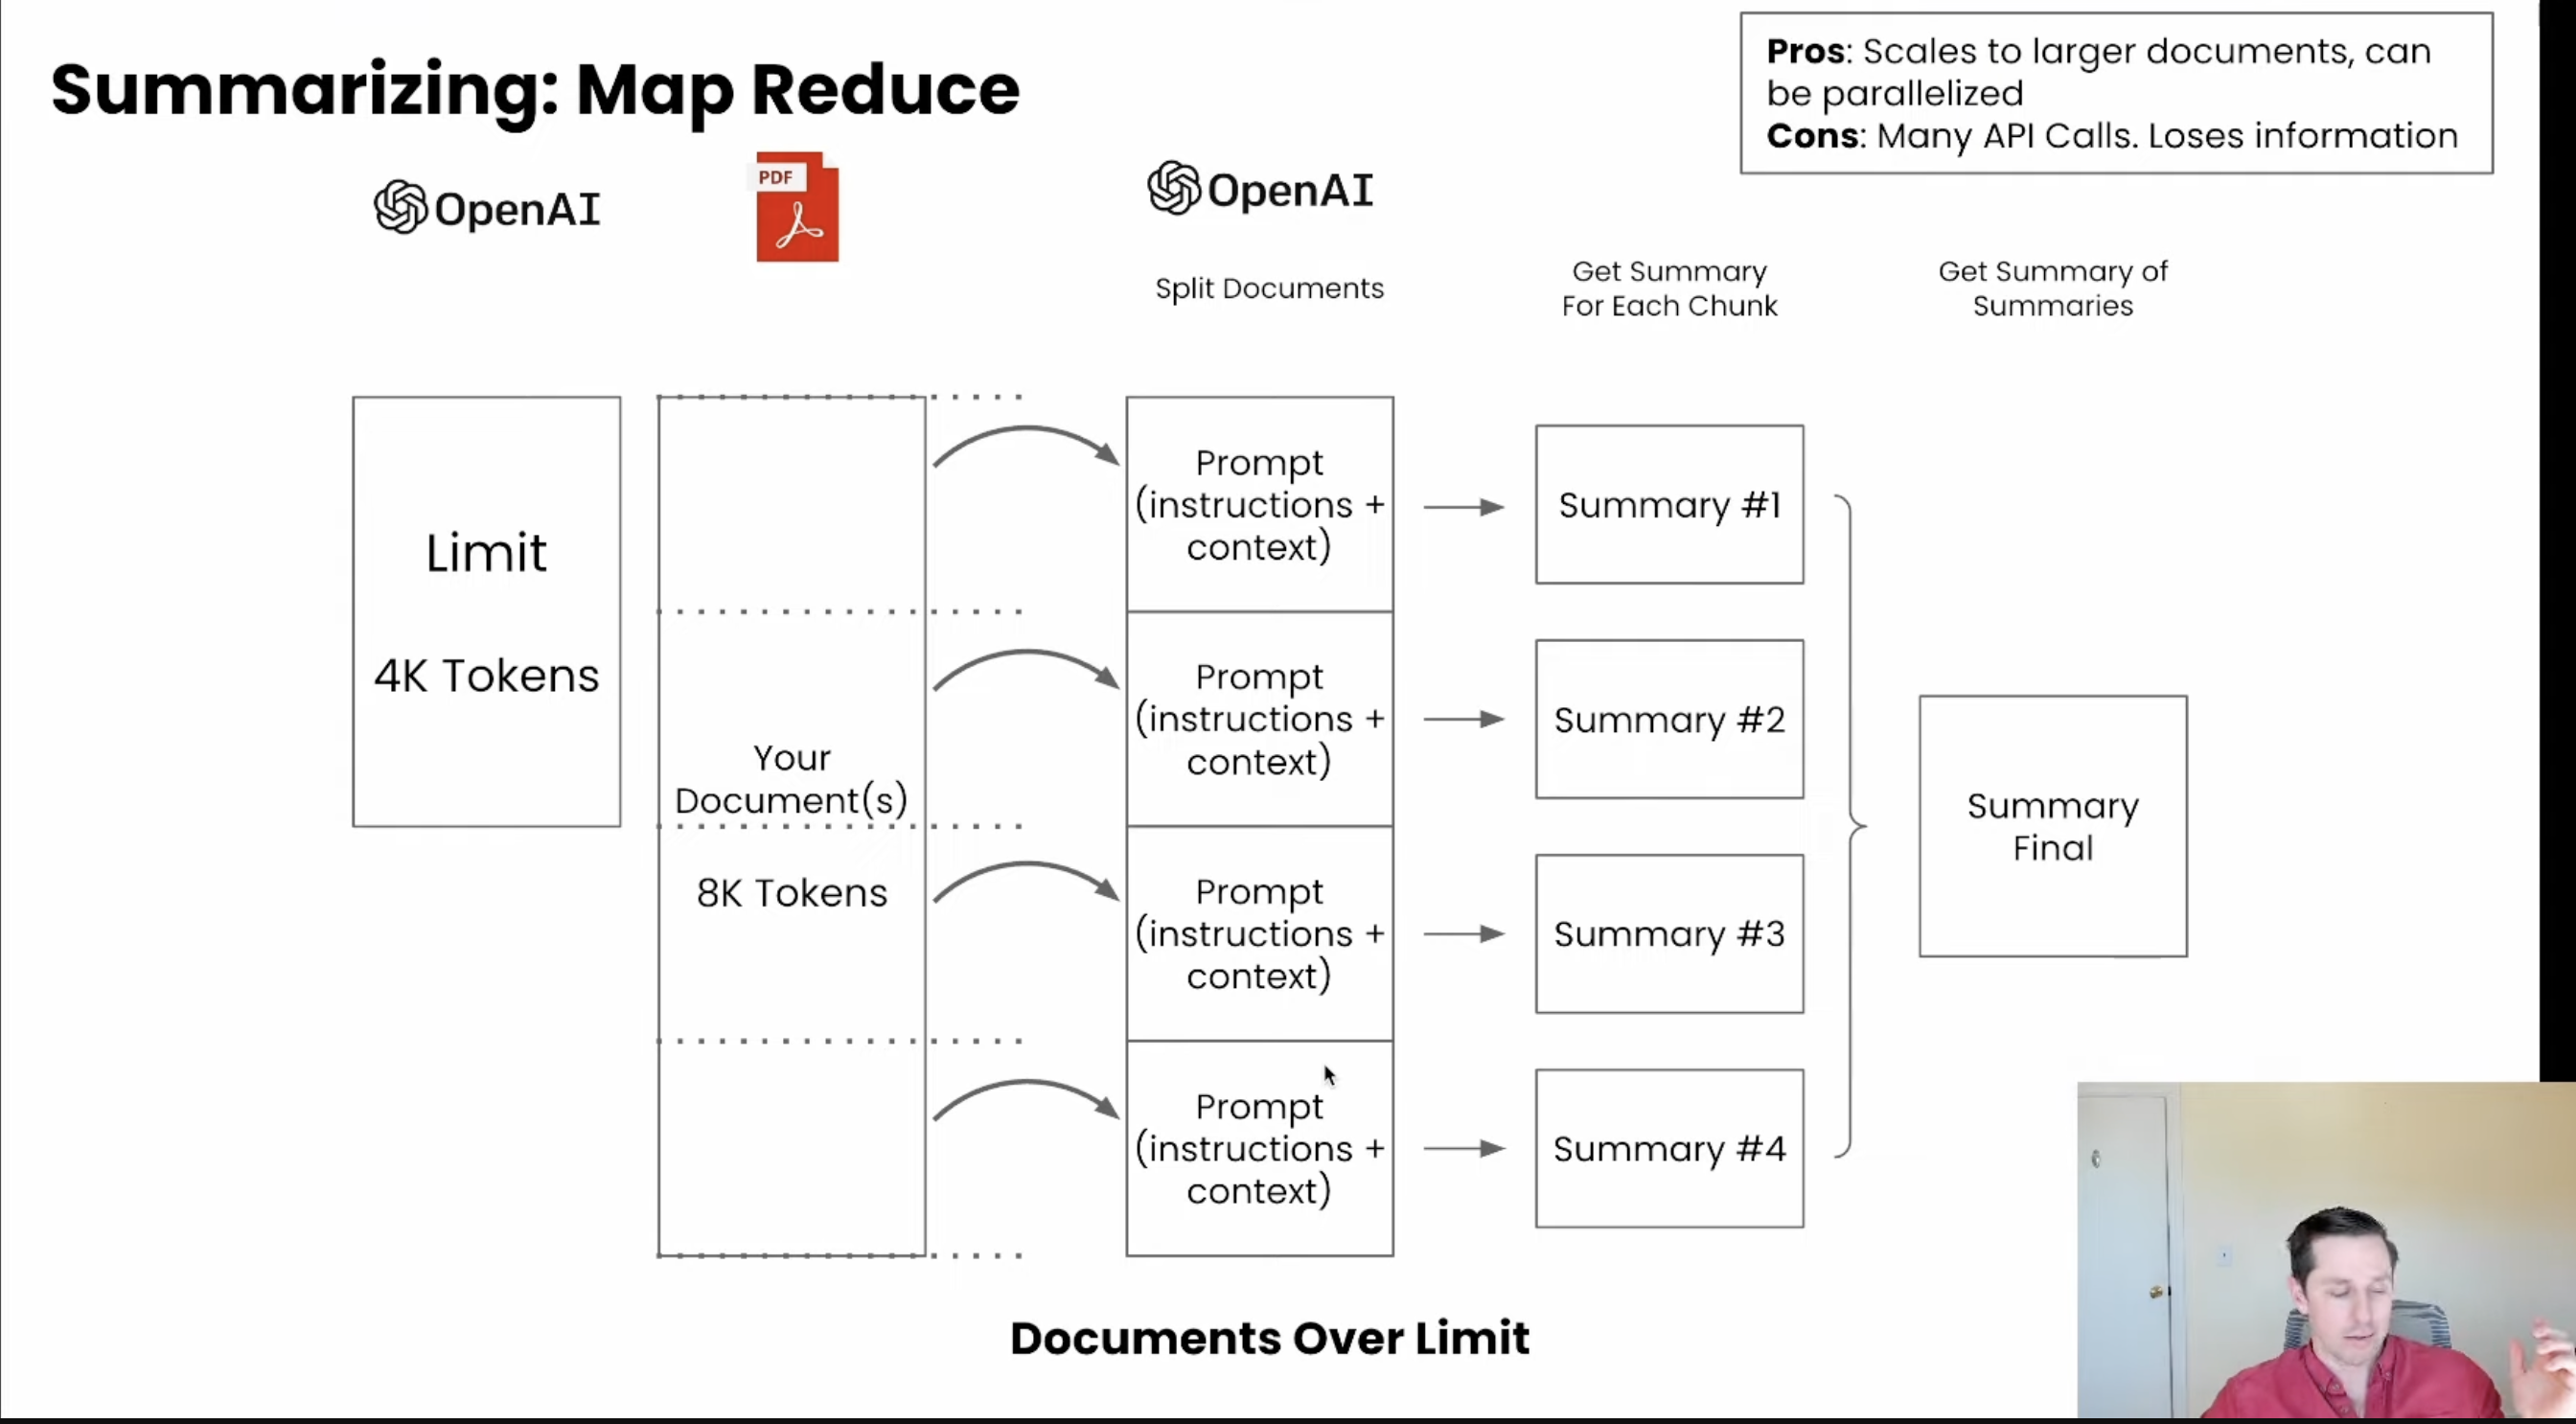 Summarizing: Map Reduce
Pros: Scales to larger documents, can
be parallelized
Cons: Many API Calls. Loses information
OpenAI
PDF
OpenAI
Split Documents
Get Summary
For Each Chunk
Get Summary of
Summaries
Limit
4K Tokens
Your
Document(s)
8K Tokens
Prompt
(instructions +
context)
Prompt
(instructions +
context)
Prompt
(instructions +
context)
Prompt
(instructions +
context)
Summary #1
Summary #2
Summary #3
Summary #4
Summary
Final
Documents Over Limit